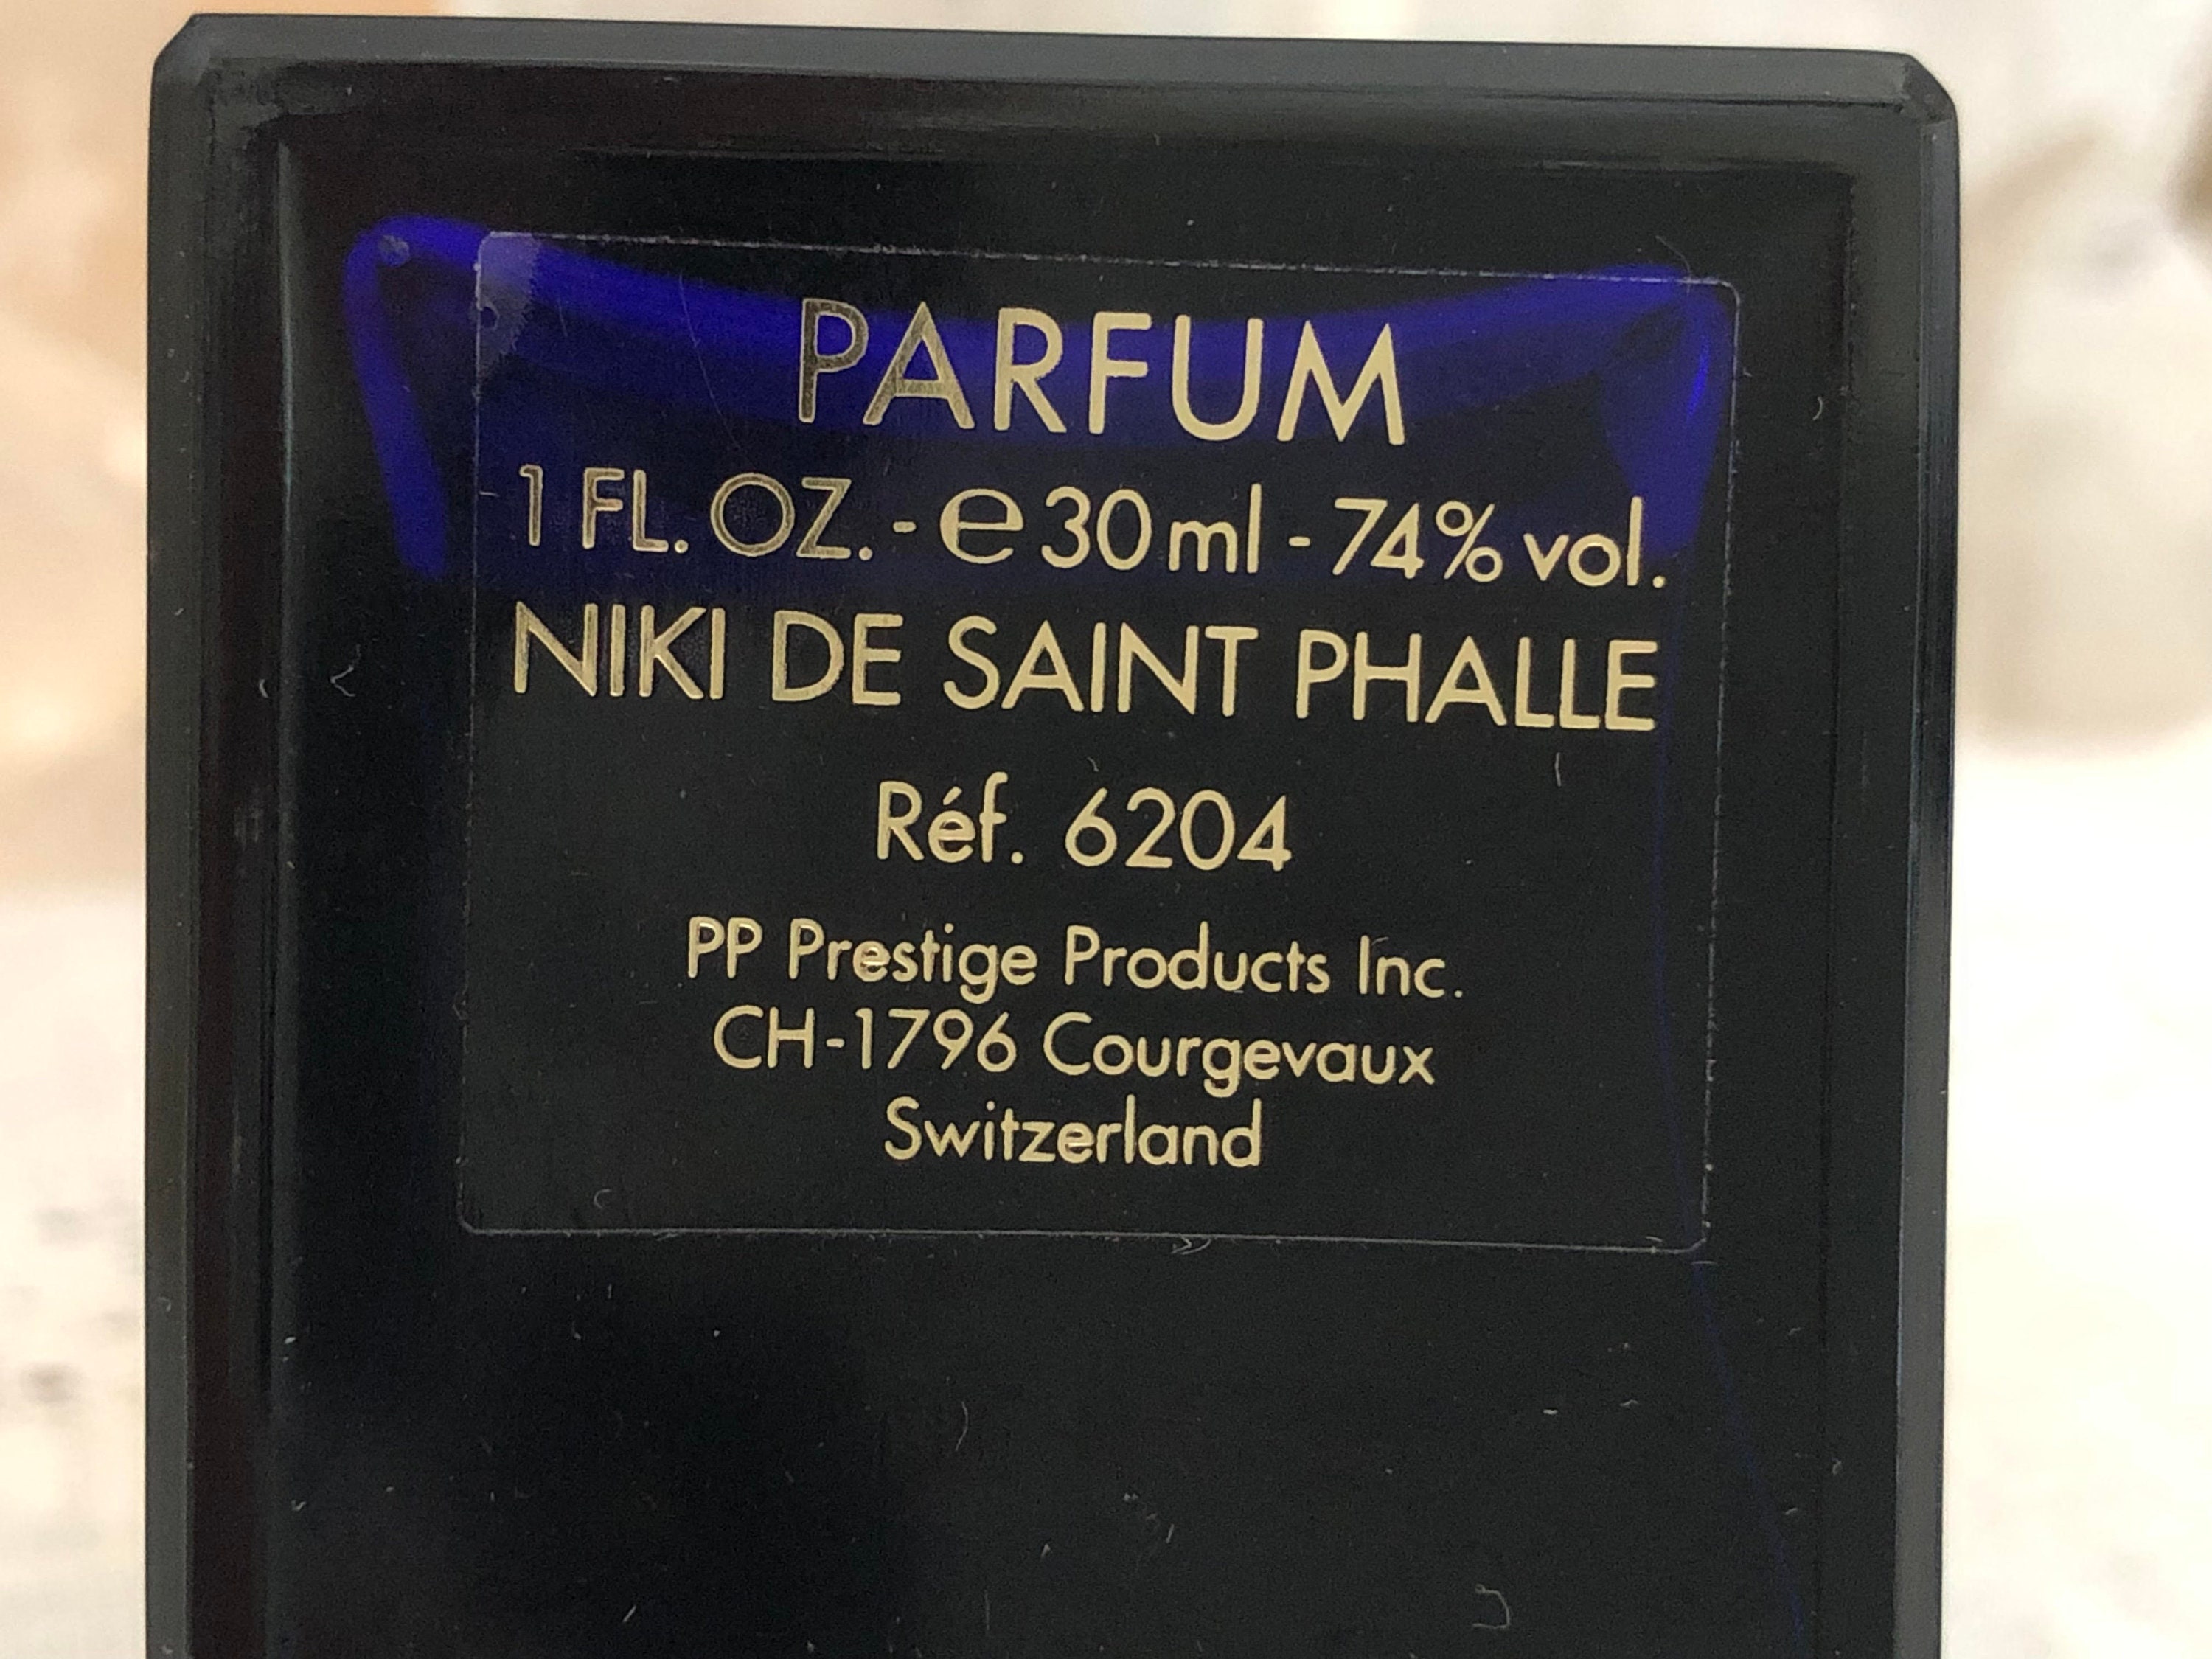 PARFUM
1 FL. OZ. - ℮ 30 ml - 74% vol.
NIKI DE SAINT PHALLE
Réf. 6204
PP Prestige Products Inc.
CH-1796 Courgevaux
Switzerland